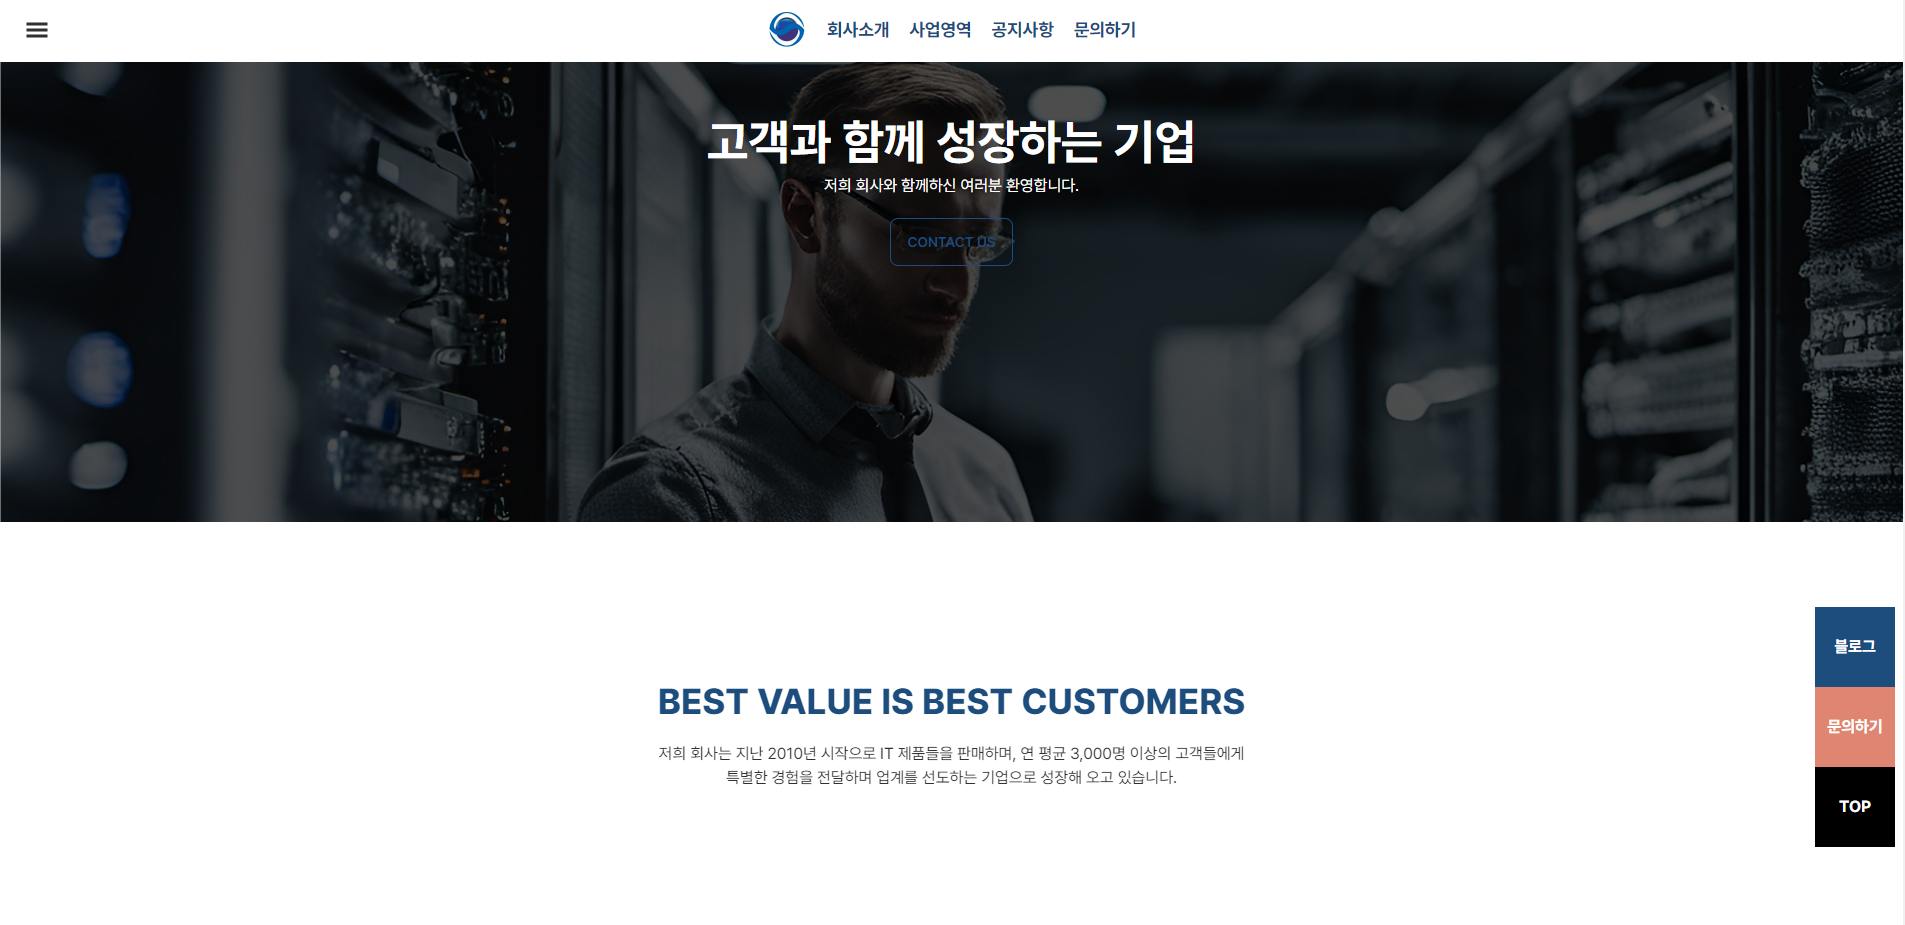 회사소개 사업영역 공지사항 문의하기
고객과 함께 성장하는 기업
저희 회사와 함께하신 여러분 환영합니다.
CONTACT US
BEST VALUE IS BEST CUSTOMERS
저희 회사는 지난 2010년 시작으로 IT 제품들을 판매하며, 연 평균 3,000명 이상의 고객들에게
특별한 경험을 전달하며 업계를 선도하는 기업으로 성장해 오고 있습니다.
블로그
문의하기
TOP